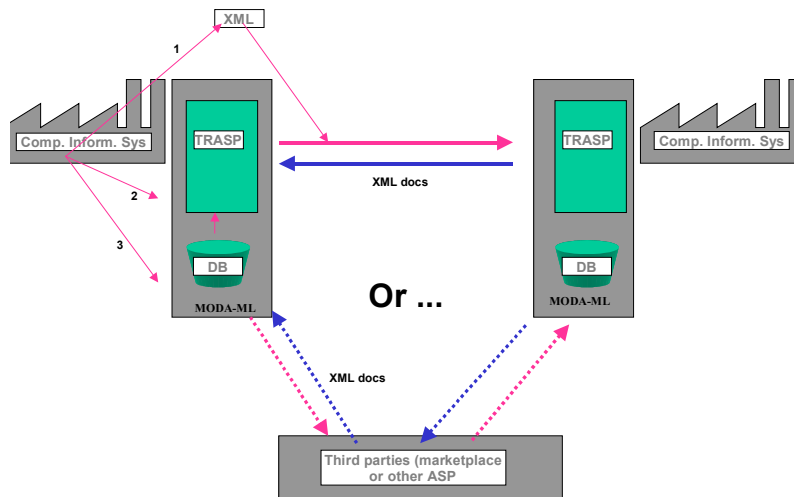 XML
1
Comp. Inform. Sys
TRASP
TRASP
Comp. Inform. Sys
XML docs
2
3
DB
DB
Or ...
MODA-ML
MODA-ML
XML docs
Third parties (marketplace
or other ASP